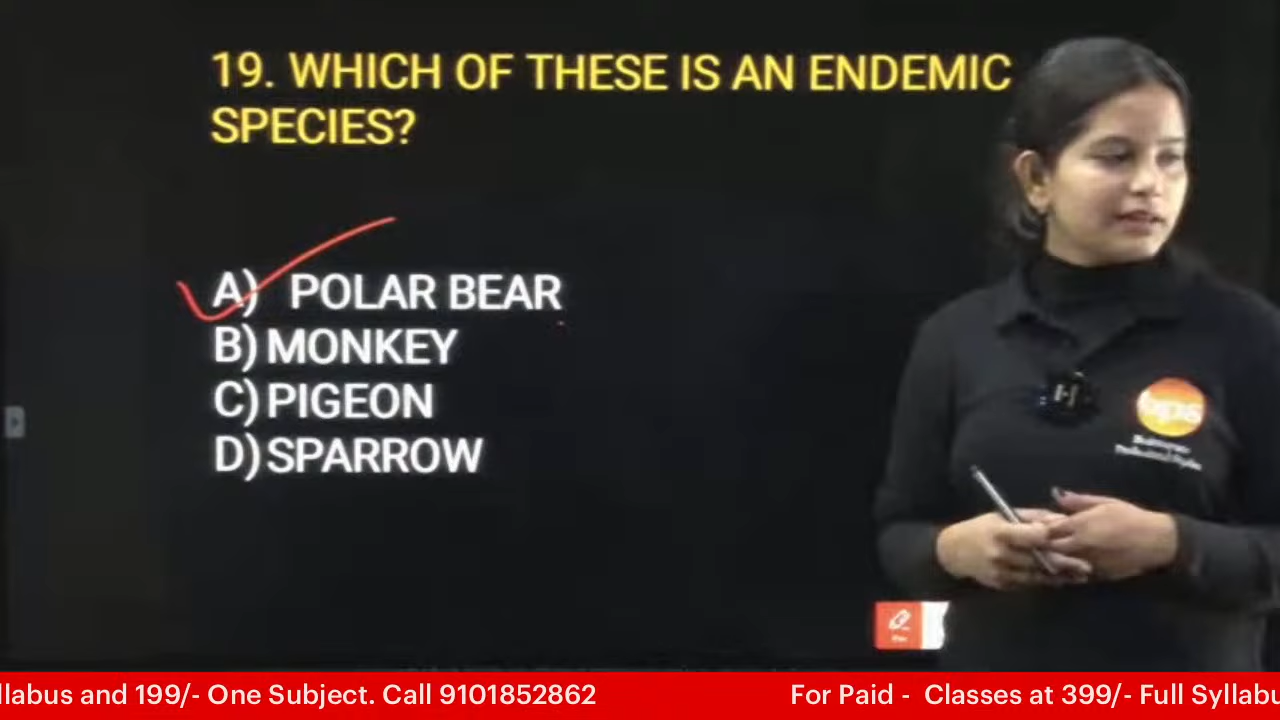 19. WHICH OF THESE IS AN ENDEMIC
SPECIES?
A) POLAR BEAR
B) MONKEY
C) PIGEON
D) SPARROW
bps
llabus and 199/- One Subject. Call 9101852862
For Paid - Classes at 399/- Full Syllabu